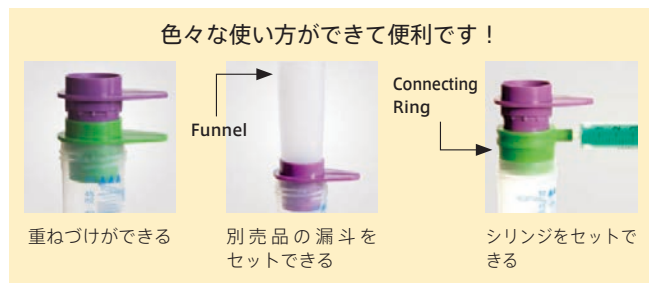 色々な使い方ができて便利です！
Funnel
Connecting
Ring
重ねづけができる
別売品の漏斗を
セットできる
シリンジをセットで
きる